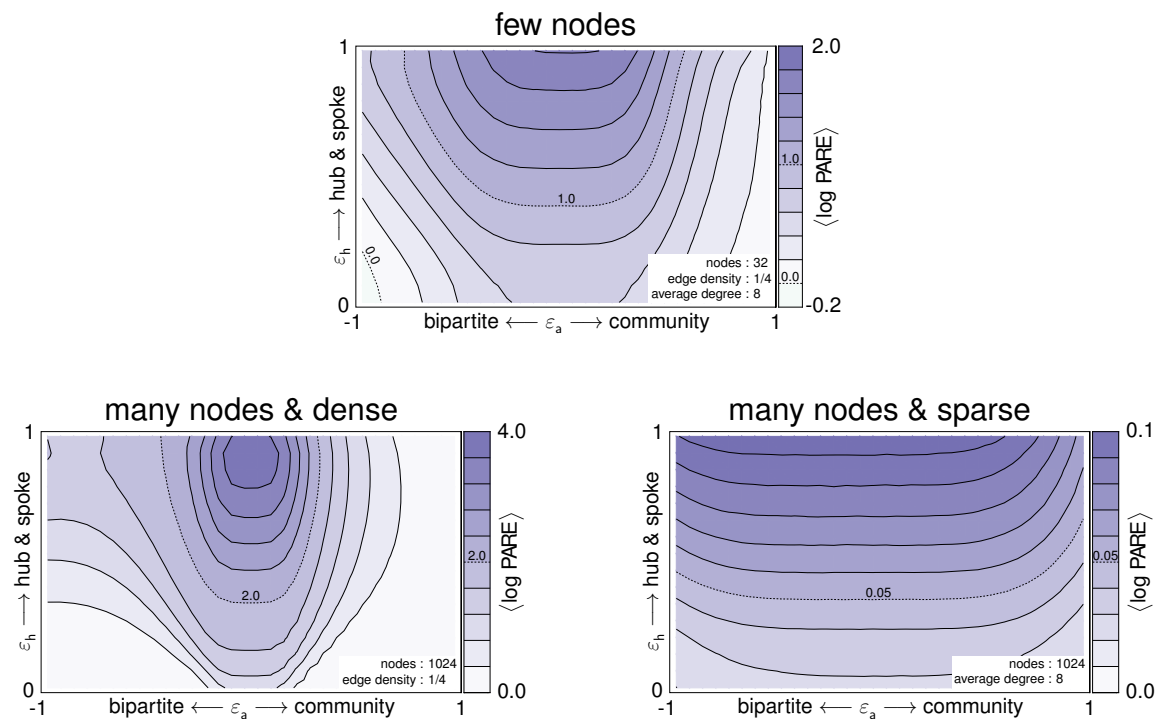 few nodes
1
ε_h ⟶ hub & spoke
0
-1
bipartite ⟵ ε_a ⟶ community
1
1.0
0.0
nodes : 32
edge density : 1/4
average degree : 8
2.0
1.0
0.0
-0.2
⟨log PARE⟩
many nodes & dense
1
ε_h ⟶ hub & spoke
0
-1
bipartite ⟵ ε_a ⟶ community
1
2.0
nodes : 1024
edge density : 1/4
4.0
2.0
0.0
⟨log PARE⟩
many nodes & sparse
1
ε_h ⟶ hub & spoke
0
-1
bipartite ⟵ ε_a ⟶ community
1
0.05
nodes : 1024
average degree : 8
0.1
0.05
0.0
⟨log PARE⟩